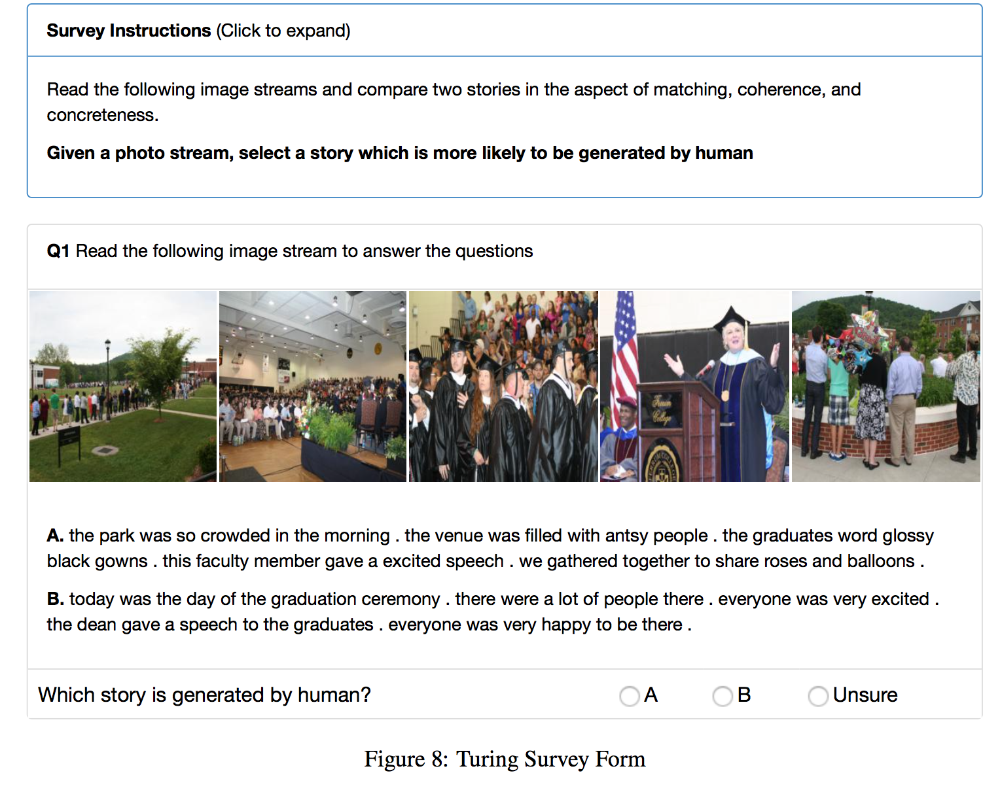 Survey Instructions (Click to expand)
Read the following image streams and compare two stories in the aspect of matching, coherence, and
concreteness.
Given a photo stream, select a story which is more likely to be generated by human
Q1 Read the following image stream to answer the questions
Ferrum
College
FERRUM COLLEGE
A. the park was so crowded in the morning . the venue was filled with antsy people . the graduates word glossy
black gowns . this faculty member gave a excited speech . we gathered together to share roses and balloons .
B. today was the day of the graduation ceremony . there were a lot of people there . everyone was very excited .
the dean gave a speech to the graduates . everyone was very happy to be there .
Which story is generated by human?
A
B
Unsure
Figure 8: Turing Survey Form